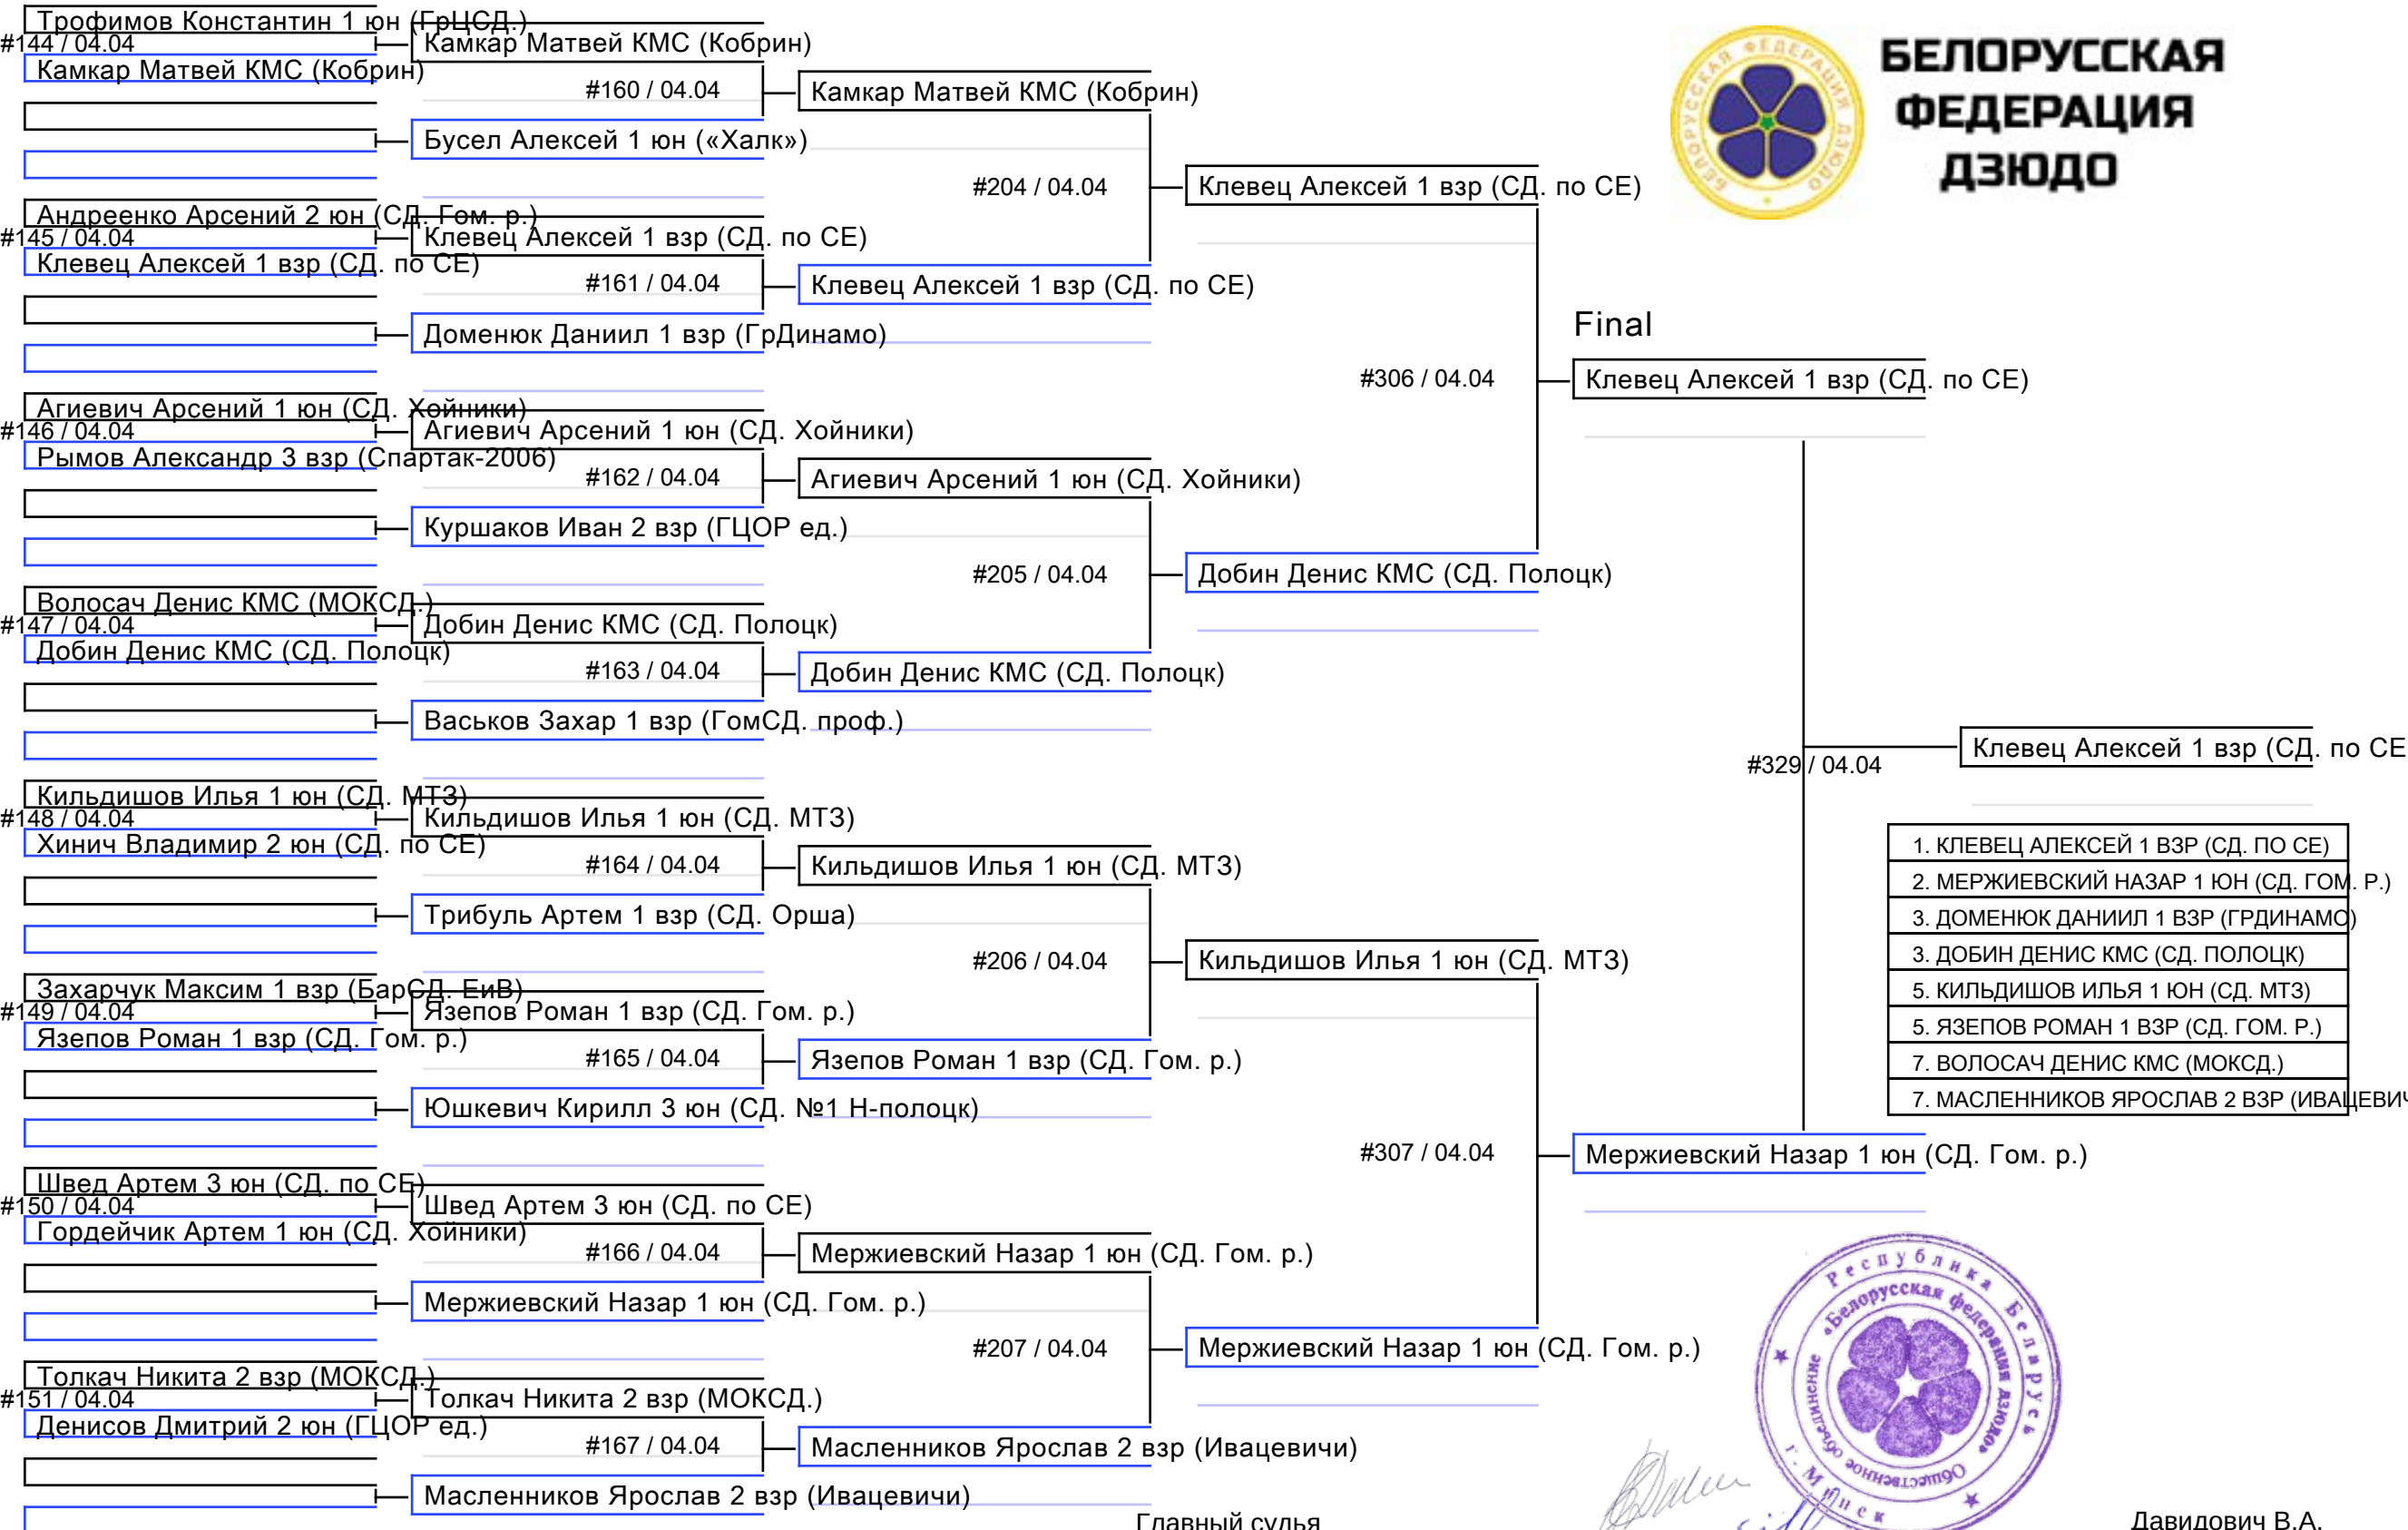 Трофимов Константин 1 юн (ГрЦСД.)
#144 / 04.04
Камкар Матвей КМС (Кобрин)
Андреенко Арсений 2 юн (СД. Гом. р.)
#145 / 04.04
Клевец Алексей 1 взр (СД. по СЕ)
Агиевич Арсений 1 юн (СД. Хойники)
#146 / 04.04
Рымов Александр 3 взр (Спартак-2006)
Волосач Денис КМС (МОКСД.)
#147 / 04.04
Добин Денис КМС (СД. Полоцк)
Кильдишов Илья 1 юн (СД. МТЗ)
#148 / 04.04
Хинич Владимир 2 юн (СД. по СЕ)
Захарчук Максим 1 взр (БарСД. ЕиВ)
#149 / 04.04
Язепов Роман 1 взр (СД. Гом. р.)
Швед Артем 3 юн (СД. по СЕ)
#150 / 04.04
Гордейчик Артем 1 юн (СД. Хойники)
Толкач Никита 2 взр (МОКСД.)
#151 / 04.04
Денисов Дмитрий 2 юн (ГЦОР ед.)
Камкар Матвей КМС (Кобрин)
#160 / 04.04
Бусел Алексей 1 юн («Халк»)
Клевец Алексей 1 взр (СД. по СЕ)
#161 / 04.04
Доменюк Даниил 1 взр (ГрДинамо)
Агиевич Арсений 1 юн (СД. Хойники)
#162 / 04.04
Куршаков Иван 2 взр (ГЦОР ед.)
Добин Денис КМС (СД. Полоцк)
#163 / 04.04
Васьков Захар 1 взр (ГомСД. проф.)
Кильдишов Илья 1 юн (СД. МТЗ)
#164 / 04.04
Трибуль Артем 1 взр (СД. Орша)
Язепов Роман 1 взр (СД. Гом. р.)
#165 / 04.04
Юшкевич Кирилл 3 юн (СД. №1 Н-полоцк)
Швед Артем 3 юн (СД. по СЕ)
#166 / 04.04
Мержиевский Назар 1 юн (СД. Гом. р.)
Толкач Никита 2 взр (МОКСД.)
#167 / 04.04
Масленников Ярослав 2 взр (Ивацевичи)
Камкар Матвей КМС (Кобрин)
#204 / 04.04
Клевец Алексей 1 взр (СД. по СЕ)
Агиевич Арсений 1 юн (СД. Хойники)
#205 / 04.04
Добин Денис КМС (СД. Полоцк)
Кильдишов Илья 1 юн (СД. МТЗ)
#206 / 04.04
Язепов Роман 1 взр (СД. Гом. р.)
Мержиевский Назар 1 юн (СД. Гом. р.)
#207 / 04.04
Масленников Ярослав 2 взр (Ивацевичи)
Клевец Алексей 1 взр (СД. по СЕ)
#306 / 04.04
Добин Денис КМС (СД. Полоцк)
Кильдишов Илья 1 юн (СД. МТЗ)
#307 / 04.04
Мержиевский Назар 1 юн (СД. Гом. р.)
БЕЛОРУССКАЯ ФЕДЕРАЦИЯ ДЗЮДО
БЕЛОРУССКАЯ
ФЕДЕРАЦИЯ
ДЗЮДО
Final
Клевец Алексей 1 взр (СД. по СЕ)
#329 / 04.04
Мержиевский Назар 1 юн (СД. Гом. р.)
Клевец Алексей 1 взр (СД. по СЕ
1. КЛЕВЕЦ АЛЕКСЕЙ 1 ВЗР (СД. ПО СЕ)
2. МЕРЖИЕВСКИЙ НАЗАР 1 ЮН (СД. ГОМ. Р.)
3. ДОМЕНЮК ДАНИИЛ 1 ВЗР (ГРДИНАМО)
3. ДОБИН ДЕНИС КМС (СД. ПОЛОЦК)
5. КИЛЬДИШОВ ИЛЬЯ 1 ЮН (СД. МТЗ)
5. ЯЗЕПОВ РОМАН 1 ВЗР (СД. ГОМ. Р.)
7. ВОЛОСАЧ ДЕНИС КМС (МОКСД.)
7. МАСЛЕННИКОВ ЯРОСЛАВ 2 ВЗР (ИВАЦЕВИЧ
Республика Беларусь
г. Минск
Общественное объединение
«Белорусская федерация дзюдо»
Главный судья
Давидович В.А.